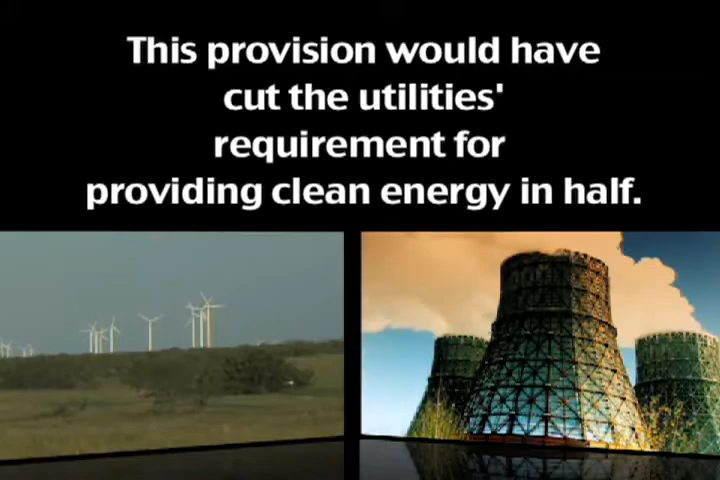 This provision would have
cut the utilities'
requirement for
providing clean energy in half.